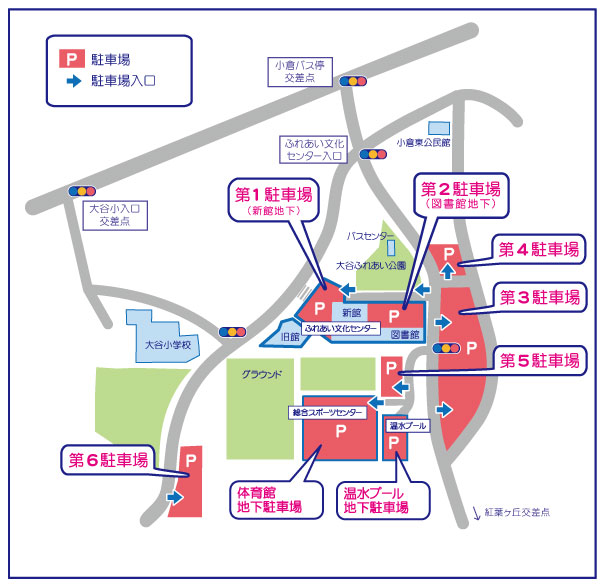 P 駐車場
駐車場入口
小倉バス停
交差点
ふれあい文化
センター入口
小倉東公民館
大谷小入口
交差点
第1駐車場
(新館地下)
第2駐車場
(図書館地下)
バスセンター
大谷ふれあい公園
P
第4駐車場
第3駐車場
P
P
新館
P
ふれあい文化センター
旧館
図書館
大谷小学校
第5駐車場
P
グラウンド
総合スポーツセンター
P
温水プール
P
第6駐車場
P
体育館
地下駐車場
温水プール
地下駐車場
紅葉ヶ丘交差点